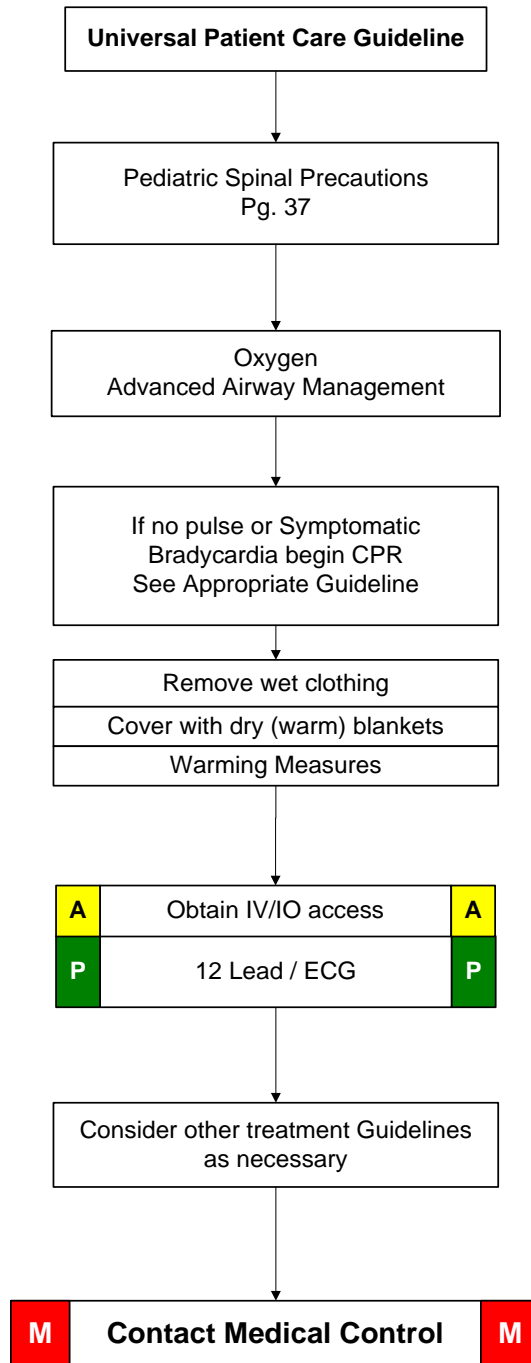 Universal Patient Care Guideline
Pediatric Spinal Precautions
Pg. 37
Oxygen
Advanced Airway Management
If no pulse or Symptomatic
Bradycardia begin CPR
See Appropriate Guideline
Remove wet clothing
Cover with dry (warm) blankets
Warming Measures
A Obtain IV/IO access A
P 12 Lead / ECG P
Consider other treatment Guidelines
as necessary
M Contact Medical Control M